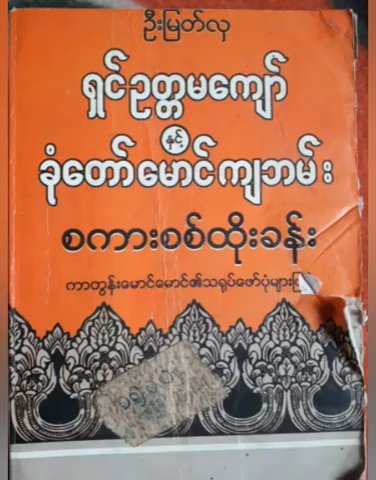 ဦးမြတ်လှ
ရှင်ဥတ္တမကျော်
နှင့်
ခုံတော်မောင်ကျဘမ်း
စကားစစ်ထိုးခန်း
ကာတွန်းမောင်မောင်၏သရုပ်ဖော်ပုံများ